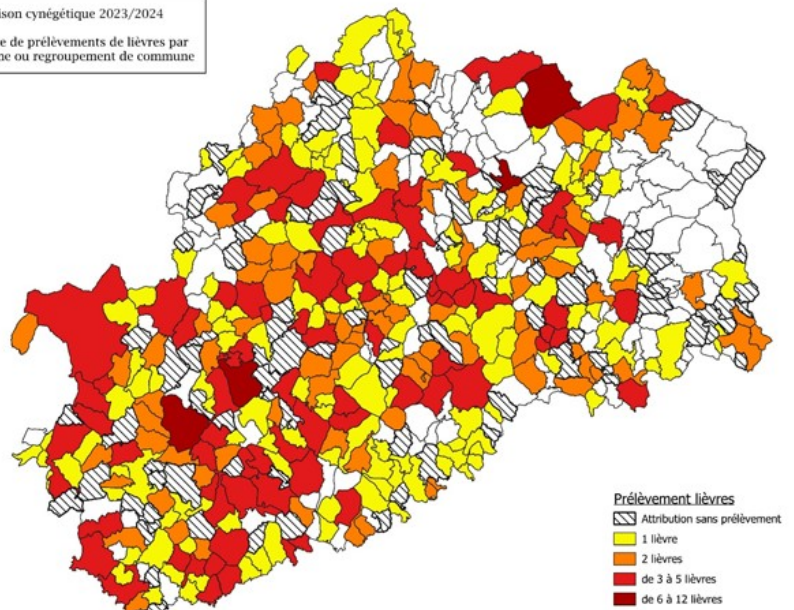 ison cynégétique 2023/2024
e de prélèvements de lièvres par
ne ou regroupement de commune
Prélèvement lièvres
Attribution sans prélèvement
1 lièvre
2 lièvres
de 3 à 5 lièvres
de 6 à 12 lièvres